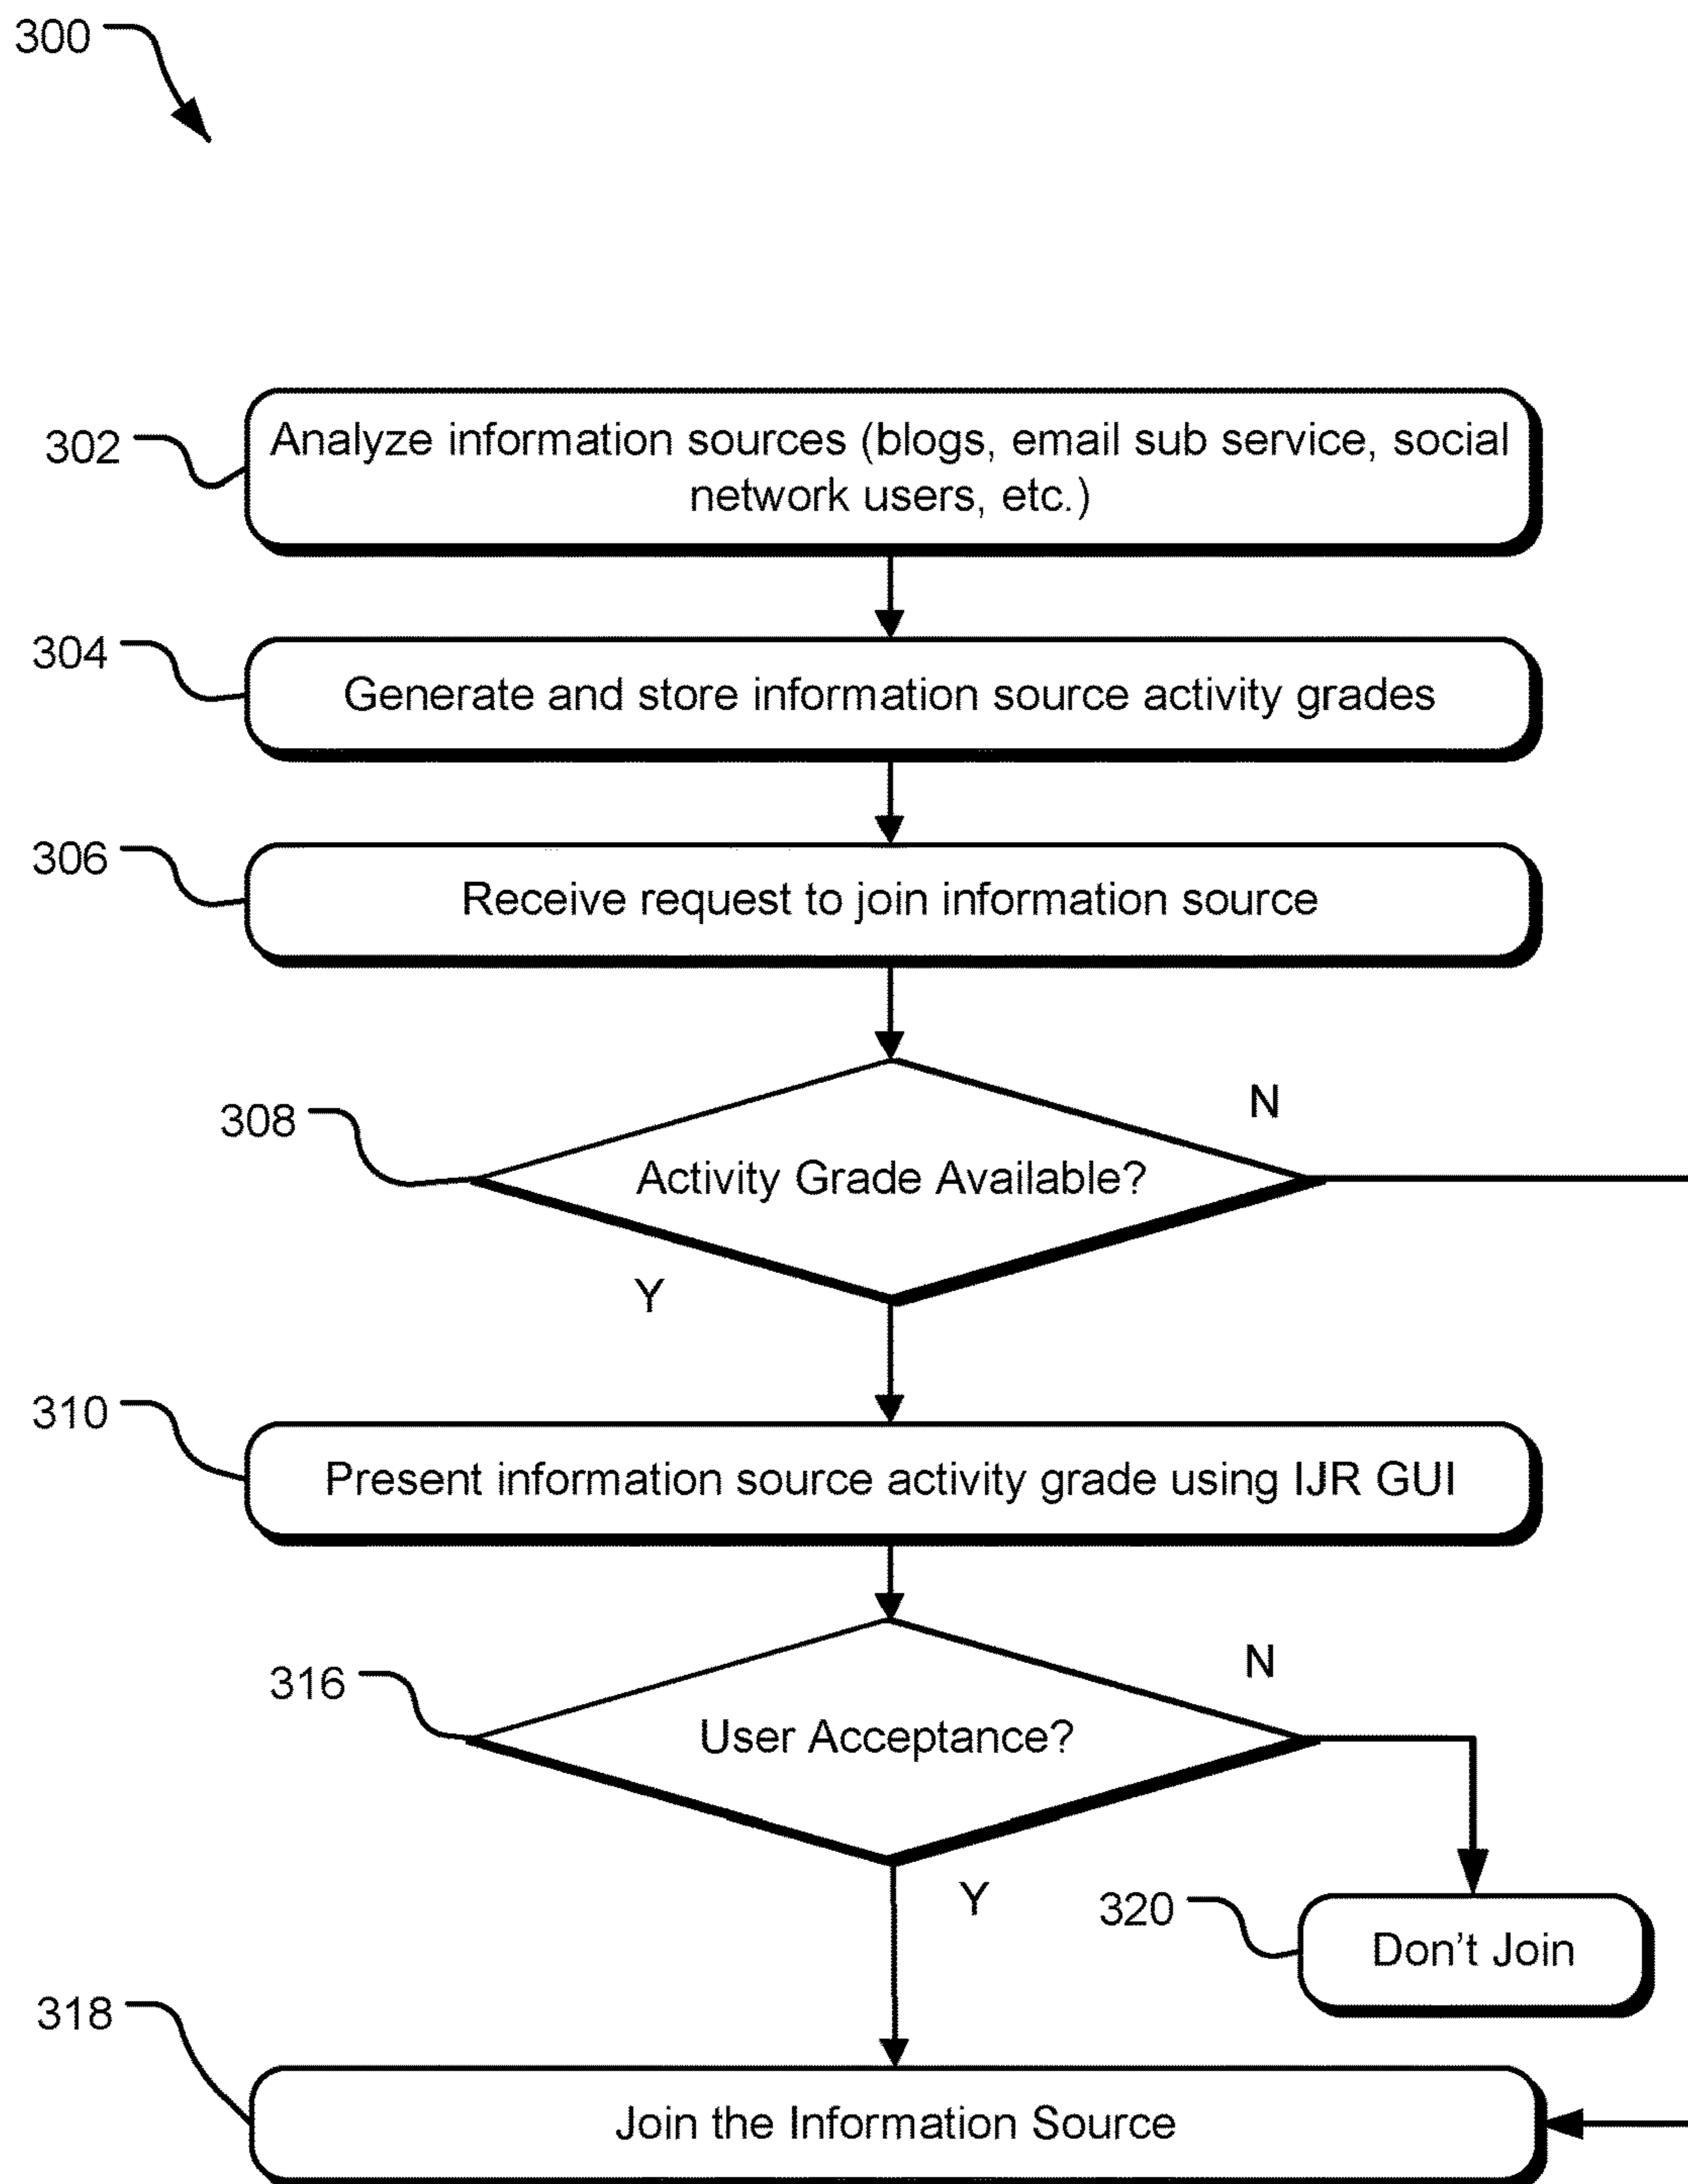 300
302
Analyze information sources (blogs, email sub service, social
network users, etc.)
304
Generate and store information source activity grades
306
Receive request to join information source
308
Activity Grade Available?
N
Y
310
Present information source activity grade using IJR GUI
316
User Acceptance?
N
Y
320
Don't Join
318
Join the Information Source